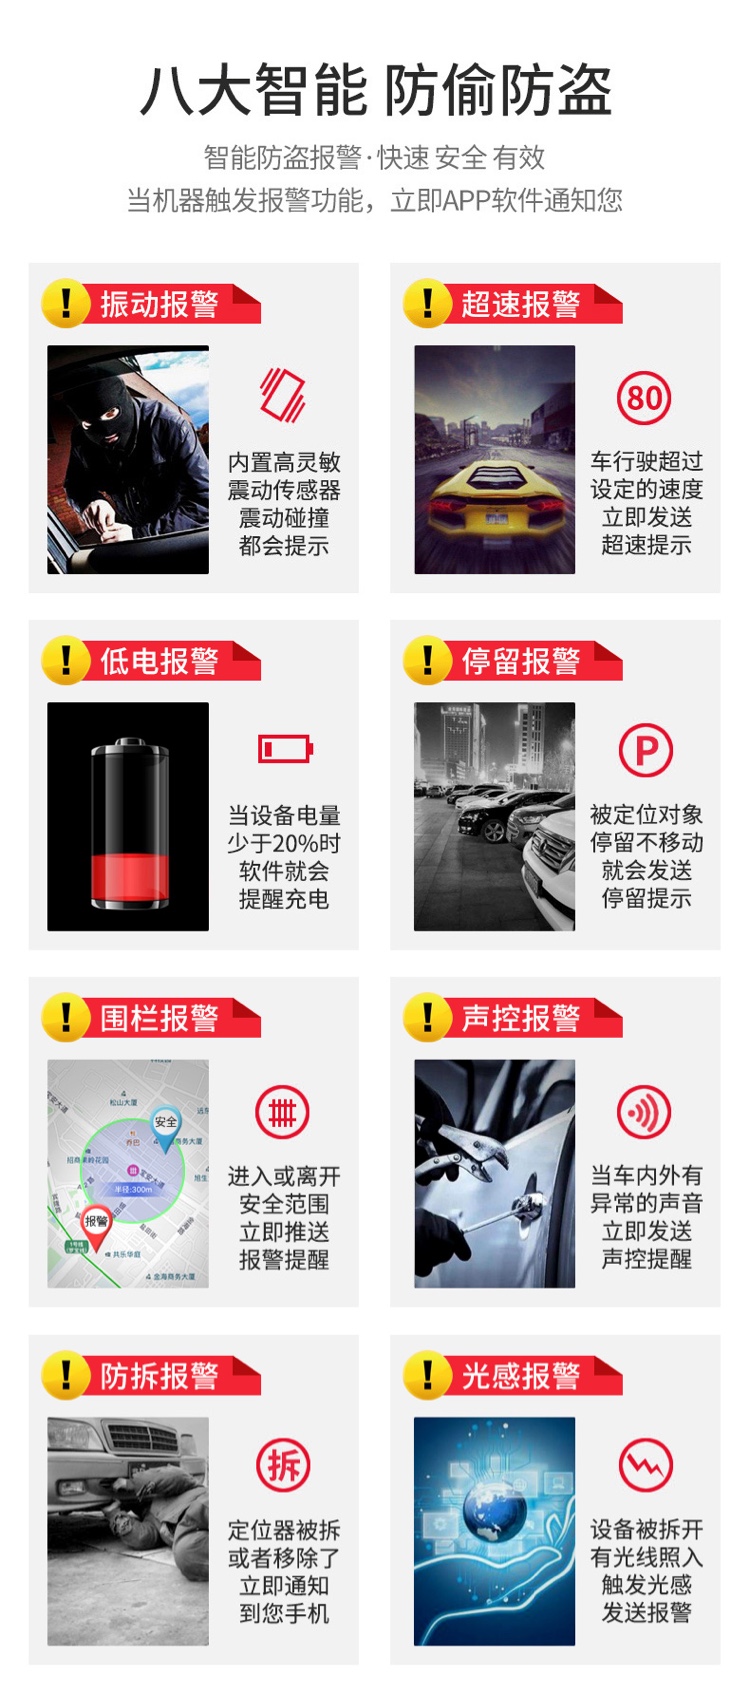 八大智能 防偷防盗
智能防盗报警·快速 安全 有效
当机器触发报警功能，立即APP软件通知您
! 振动报警
内置高灵敏
震动传感器
震动碰撞
都会提示
! 超速报警
80
车行驶超过
设定的速度
立即发送
超速提示
! 低电报警
当设备电量
少于20%时
软件就会
提醒充电
! 停留报警
P
被定位对象
停留不移动
就会发送
停留提示
! 围栏报警
松山大厦
安全
乔巴
商务大厦
半径:300m
报警
1号线
共乐华庭
金海商务大厦
进入或离开
安全范围
立即推送
报警提醒
! 声控报警
当车内外有
异常的声音
立即发送
声控提醒
! 防拆报警
拆
定位器被拆
或者移除了
立即通知
到您手机
! 光感报警
设备被拆开
有光线照入
触发光感
发送报警